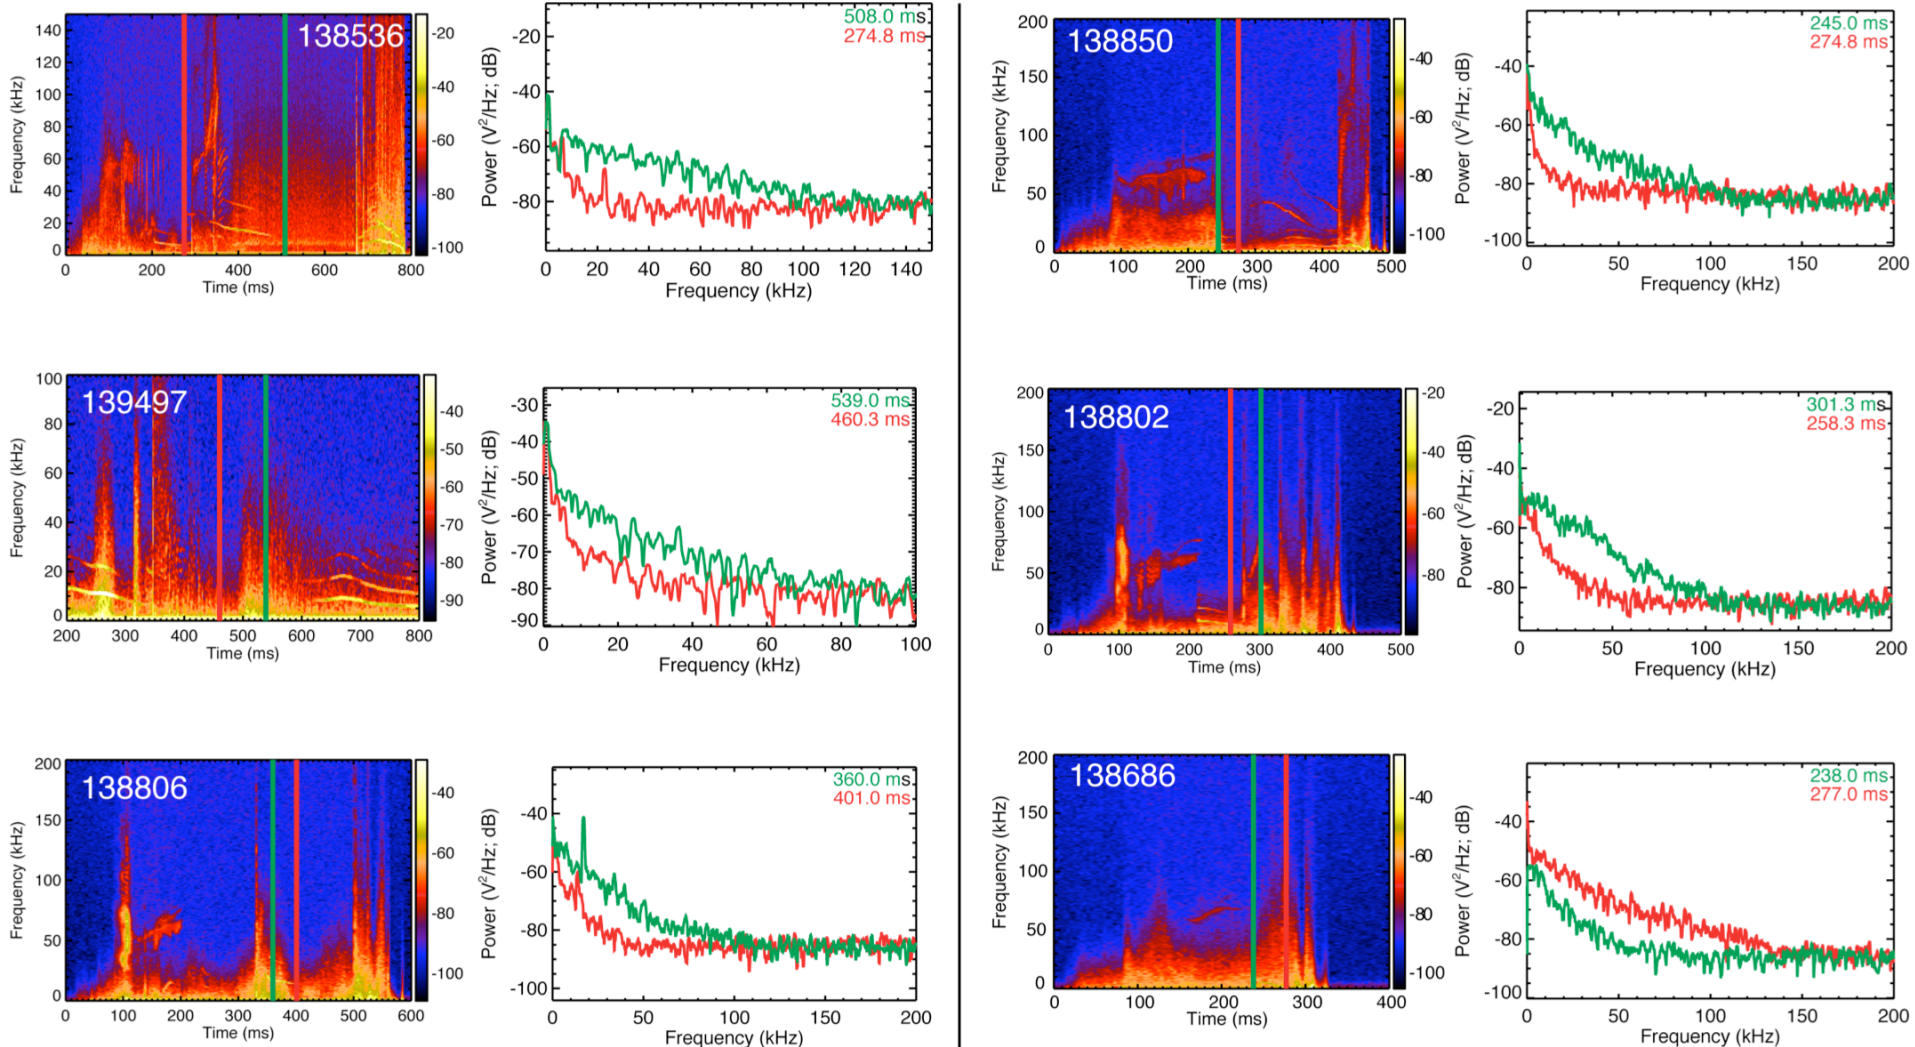 138536
Frequency (kHz)
140
120
100
80
60
40
20
0
0 200 400 600 800
Time (ms)
-20
-40
-60
-80
-100
508.0 ms
274.8 ms
Power (V²/Hz; dB)
-20
-40
-60
-80
0 20 40 60 80 100 120 140
Frequency (kHz)
138850
Frequency (kHz)
200
150
100
50
0
0 100 200 300 400 500
Time (ms)
-40
-60
-80
-100
245.0 ms
274.8 ms
Power (V²/Hz; dB)
-40
-60
-80
-100
0 50 100 150 200
Frequency (kHz)
139497
Frequency (kHz)
100
80
60
40
20
0
200 300 400 500 600 700 800
Time (ms)
-40
-50
-60
-70
-80
-90
539.0 ms
460.3 ms
Power (V²/Hz; dB)
-30
-40
-50
-60
-70
-80
-90
0 20 40 60 80 100
Frequency (kHz)
138802
Frequency (kHz)
200
150
100
50
0
0 100 200 300 400 500
Time (ms)
-20
-40
-60
-80
301.3 ms
258.3 ms
Power (V²/Hz; dB)
-20
-40
-60
-80
0 50 100 150 200
Frequency (kHz)
138806
Frequency (kHz)
200
150
100
50
0
0 100 200 300 400 500 600
Time (ms)
-40
-60
-80
-100
360.0 ms
401.0 ms
Power (V²/Hz; dB)
-40
-60
-80
-100
0 50 100 150 200
Frequency (kHz)
138686
Frequency (kHz)
200
150
100
50
0
0 100 200 300 400
Time (ms)
-40
-60
-80
-100
238.0 ms
277.0 ms
Power (V²/Hz; dB)
-40
-60
-80
-100
0 50 100 150 200
Frequency (kHz)